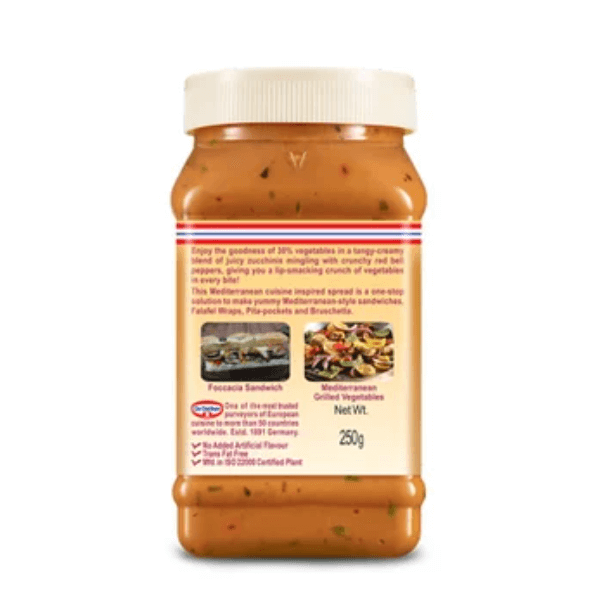 Enjoy the goodness of 30% vegetables in a tangy-creamy
blend of juicy zucchinis mingling with crunchy red bell
peppers, giving you a lip-smacking crunch of vegetables
in every bite!
This Mediterranean cuisine inspired spread is a one-stop
solution to make yummy Mediterranean-style sandwiches,
Falafel Wraps, Pita-pockets and Bruschetta.
Foccacia Sandwich
Mediterranean
Grilled Vegetables
Net Wt.
250g
Dr.Oetker
One of the most trusted
purveyors of European
cuisine to more than 50 countries
worldwide. Estd. 1891 Germany.
No Added Artificial Flavour
Trans Fat Free
Mfd. in ISO 22000 Certified Plant